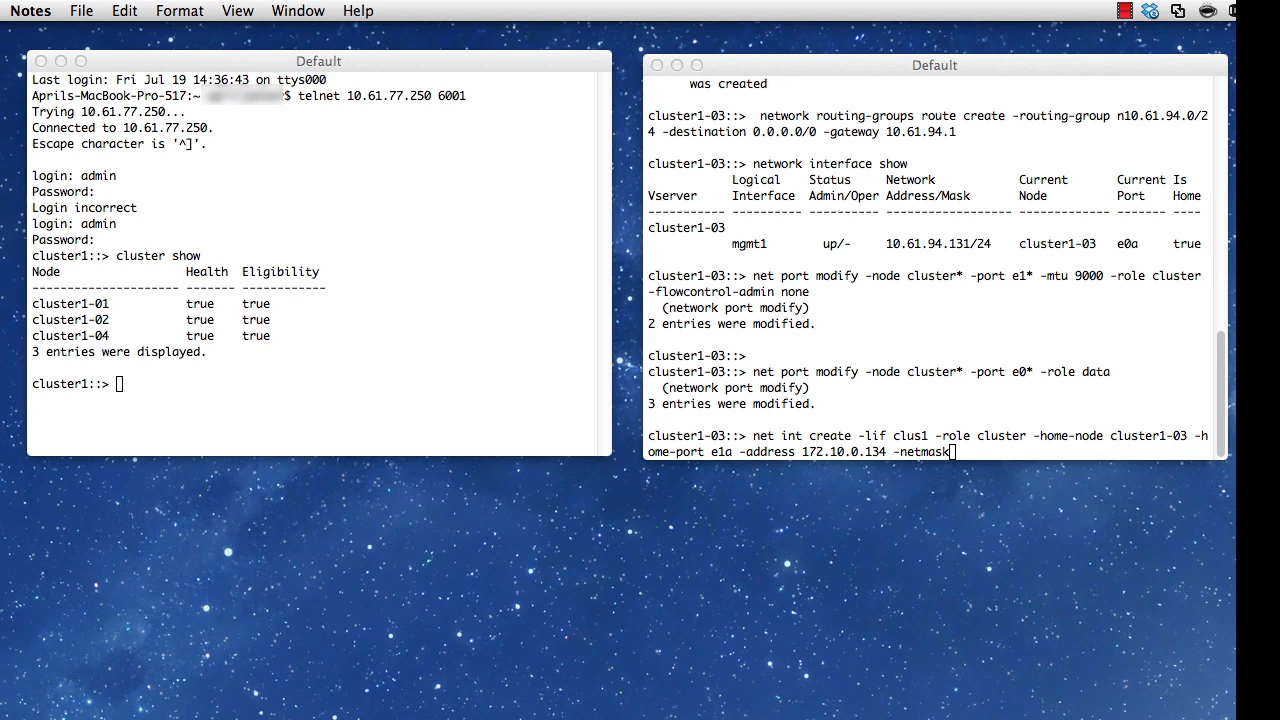 Notes File Edit Format View Window Help
Default
Last login: Fri Jul 19 14:36:43 on ttys000
Aprils-MacBook-Pro-517:~ $ telnet 10.61.77.250 6001
Trying 10.61.77.250...
Connected to 10.61.77.250.
Escape character is '^]'.
login: admin
Password:
Login incorrect
login: admin
Password:
cluster1::> cluster show
Node Health Eligibility
--------------------- ------- ------------
cluster1-01 true true
cluster1-02 true true
cluster1-04 true true
3 entries were displayed.
cluster1::>
Default
was created
cluster1-03::> network routing-groups route create -routing-group n10.61.94.0/2
4 -destination 0.0.0.0/0 -gateway 10.61.94.1
cluster1-03::> network interface show
Logical Status Network Current Current Is
Vserver Interface Admin/Oper Address/Mask Node Port Home
----------- ---------- ---------- ------------------ ------------- ------- ----
cluster1-03
mgmt1 up/- 10.61.94.131/24 cluster1-03 e0a true
cluster1-03::> net port modify -node cluster* -port e1* -mtu 9000 -role cluster
-flowcontrol-admin none
(network port modify)
2 entries were modified.
cluster1-03::>
cluster1-03::> net port modify -node cluster* -port e0* -role data
(network port modify)
3 entries were modified.
cluster1-03::> net int create -lif clus1 -role cluster -home-node cluster1-03 -h
ome-port e1a -address 172.10.0.134 -netmask